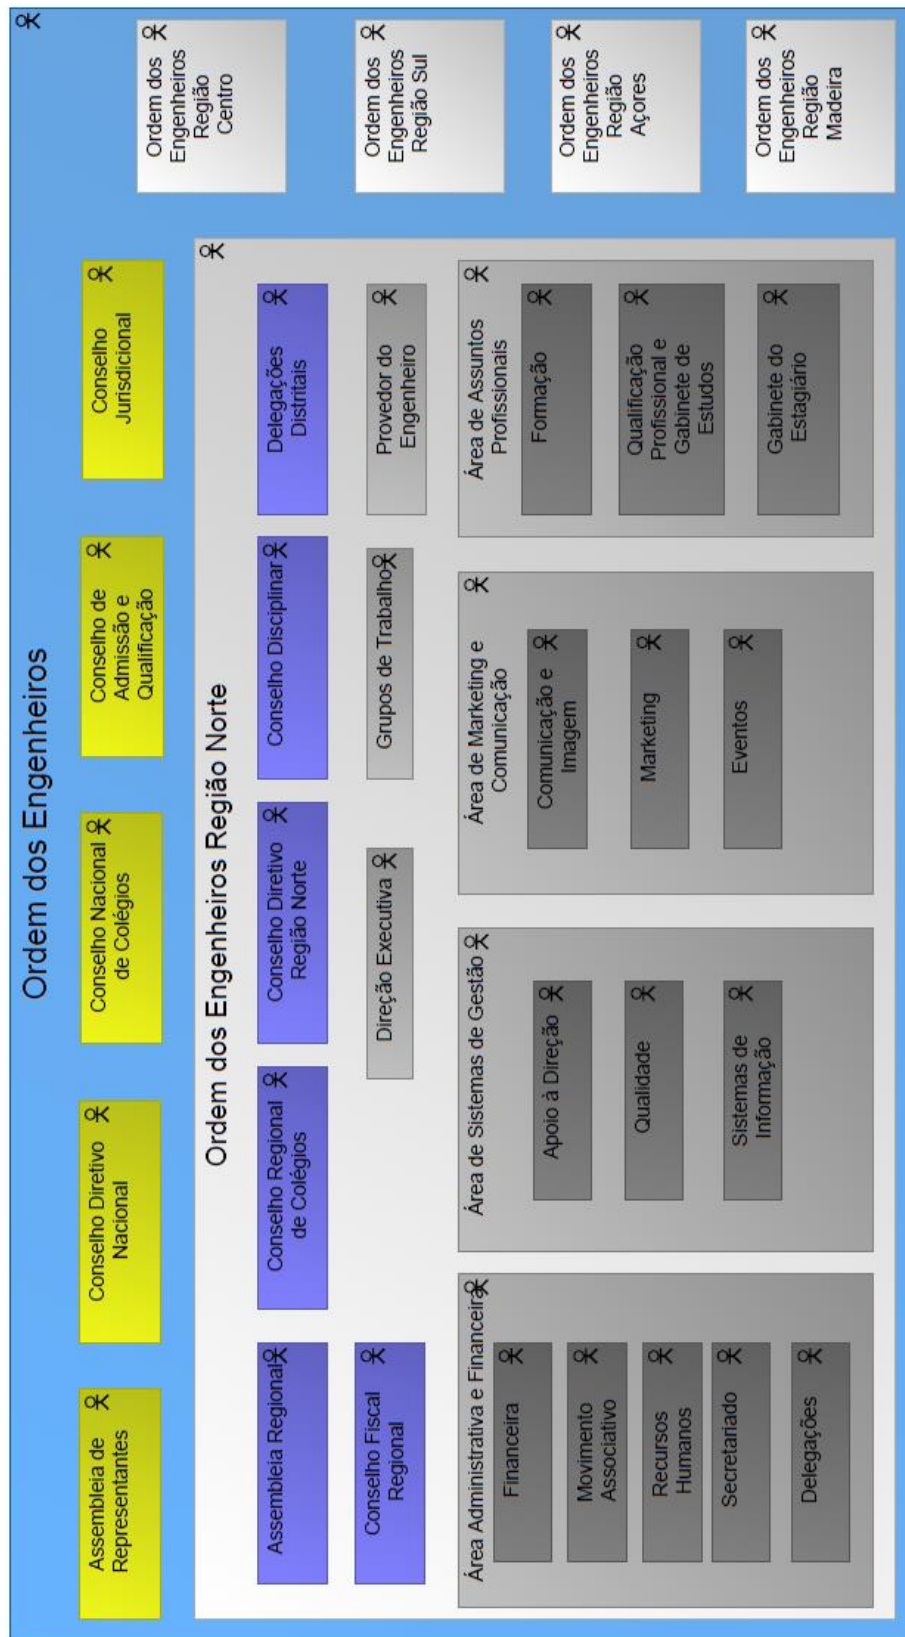 Ordem dos Engenheiros
Assembleia de
Representantes
Conselho Diretivo
Nacional
Conselho Nacional
de Colégios
Conselho de
Admissão e
Qualificação
Conselho
Jurisdicional
Ordem dos
Engenheiros
Região
Centro
Ordem dos
Engenheiros
Região Sul
Ordem dos
Engenheiros
Região
Açores
Ordem dos
Engenheiros
Região
Madeira
Ordem dos Engenheiros Região Norte
Assembleia Regional
Conselho Regional
de Colégios
Conselho Diretivo
Região Norte
Conselho Disciplinar
Delegações
Distritais
Conselho Fiscal
Regional
Direção Executiva
Grupos de Trabalho
Provedor do
Engenheiro
Área Administrativa e Financeira
Financeira
Movimento
Associativo
Recursos
Humanos
Secretariado
Delegações
Área de Sistemas de Gestão
Apoio à Direção
Qualidade
Sistemas de
Informação
Área de Marketing e
Comunicação
Comunicação e
Imagem
Marketing
Eventos
Área de Assuntos
Profissionais
Formação
Qualificação
Profissional e
Gabinete de
Estudos
Gabinete do
Estagiário